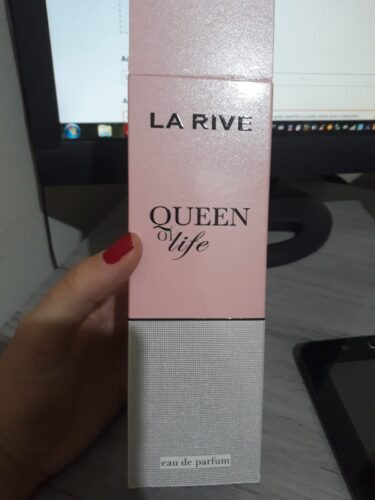 LA RIVE
QUEEN
of
life
eau de parfum